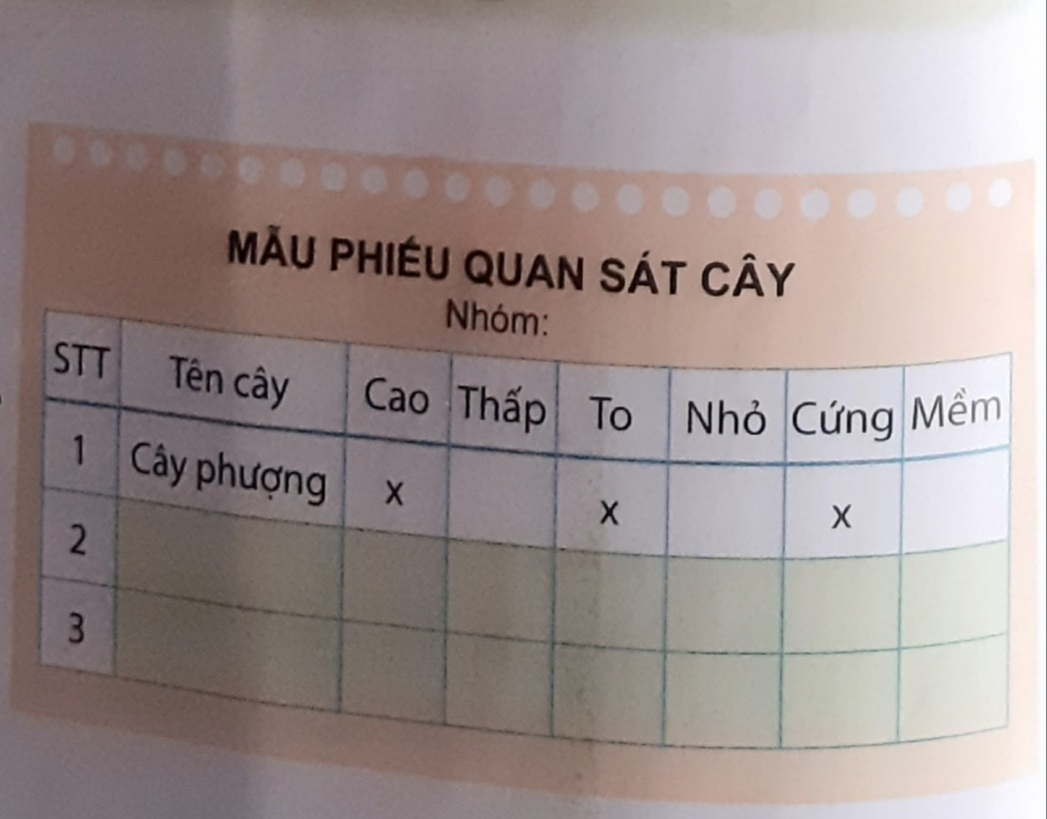 MẪU PHIẾU QUAN SÁT CÂY
Nhóm:
STT Tên cây Cao Thấp To Nhỏ Cứng Mềm
1 Cây phượng x x x
2
3